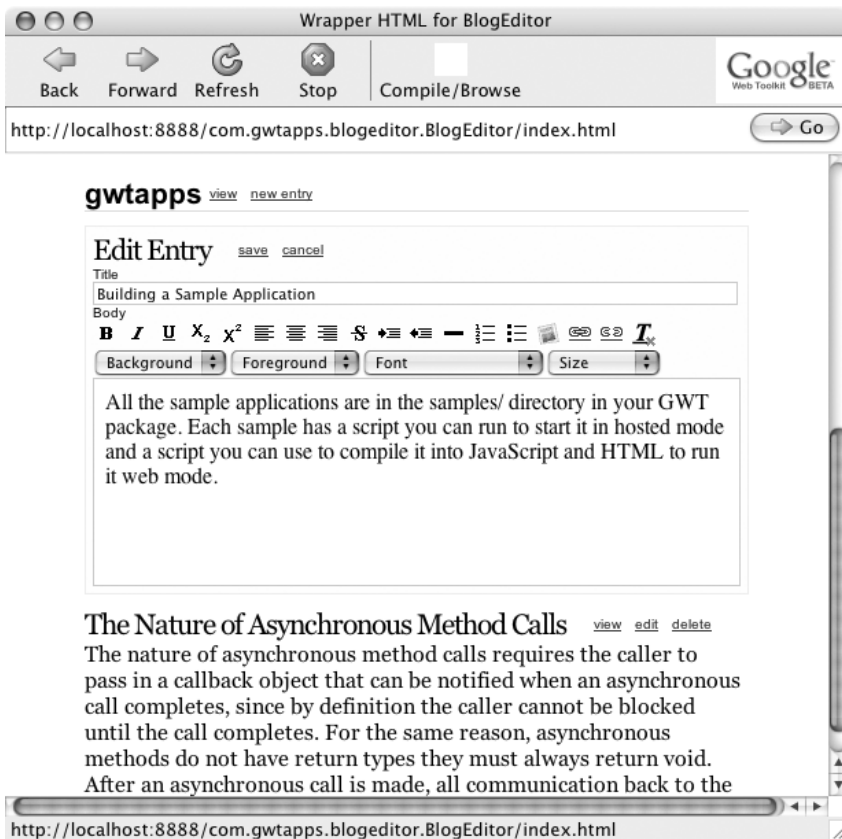 Wrapper HTML for BlogEditor
Back Forward Refresh Stop Compile/Browse
Google
Web Toolkit BETA
http://localhost:8888/com.gwtapps.blogeditor.BlogEditor/index.html Go
gwtapps view new entry
Edit Entry save cancel
Title
Building a Sample Application
Body
B I U X2 X2 S T
Background Foreground Font Size
All the sample applications are in the samples/ directory in your GWT
package. Each sample has a script you can run to start it in hosted mode
and a script you can use to compile it into JavaScript and HTML to run
it web mode.
The Nature of Asynchronous Method Calls view edit delete
The nature of asynchronous method calls requires the caller to
pass in a callback object that can be notified when an asynchronous
call completes, since by definition the caller cannot be blocked
until the call completes. For the same reason, asynchronous
methods do not have return types they must always return void.
After an asynchronous call is made, all communication back to the
http://localhost:8888/com.gwtapps.blogeditor.BlogEditor/index.html